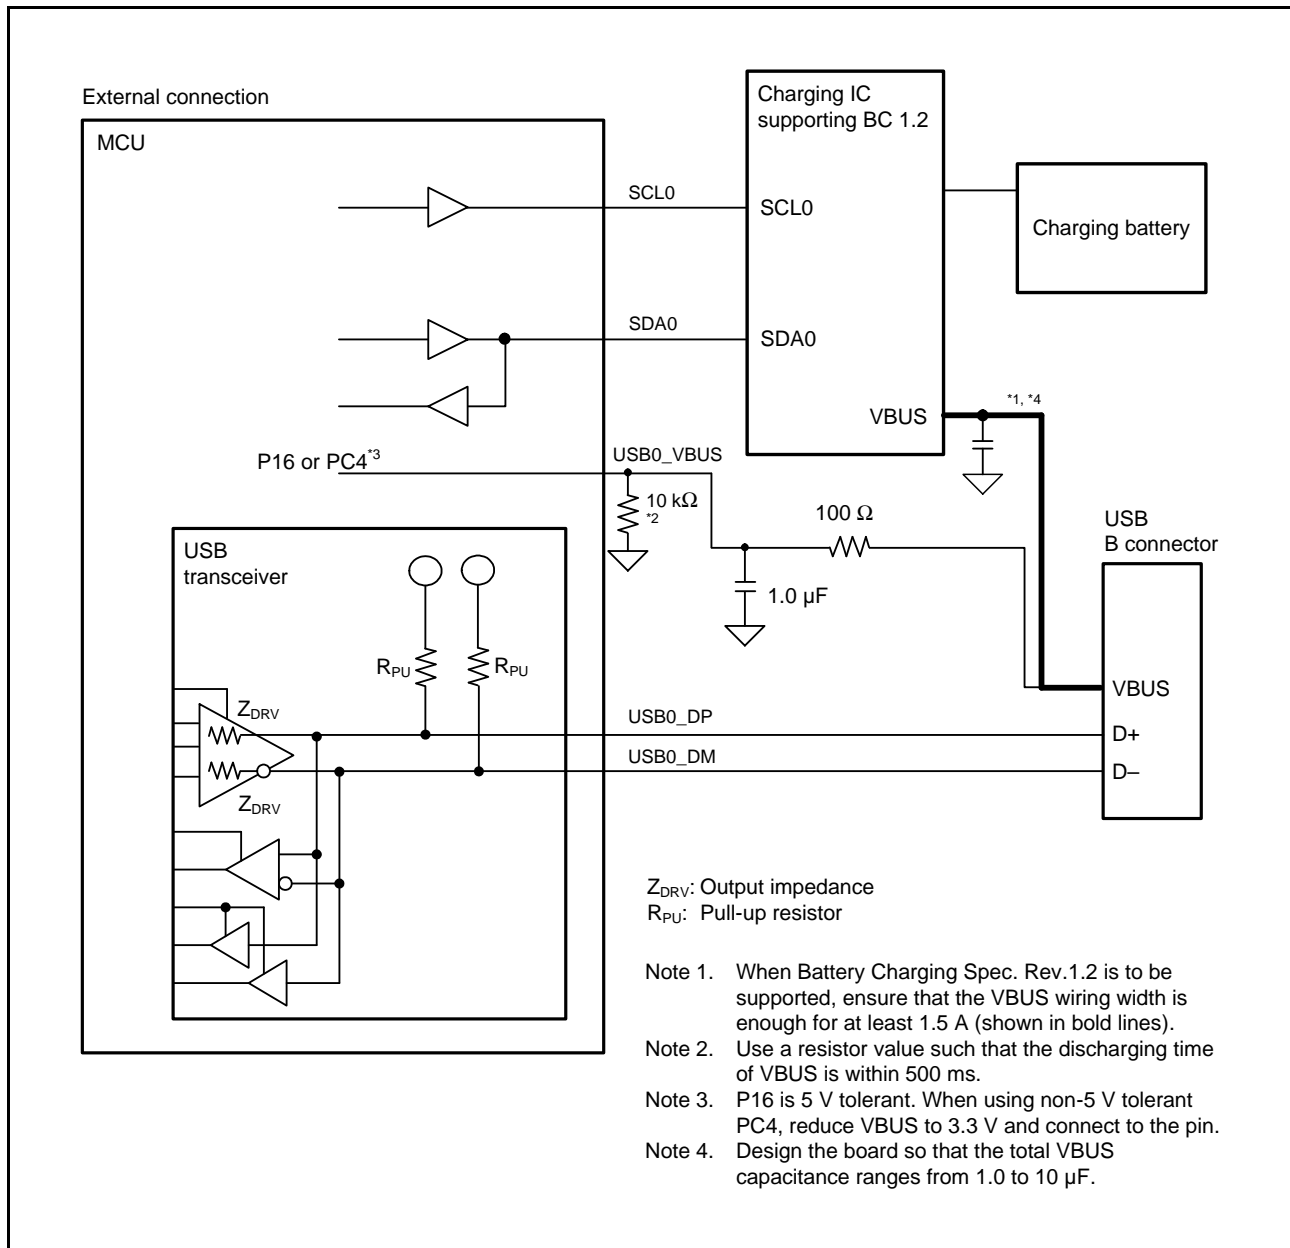 External connection
MCU
Charging IC
supporting BC 1.2
SCL0
SCL0
Charging battery
SDA0
SDA0
*1, *4
VBUS
P16 or PC4*3
USB0_VBUS
10 kΩ
*2
100 Ω
1.0 µF
USB
B connector
USB
transceiver
RPU
RPU
VBUS
ZDRV
USB0_DP
D+
USB0_DM
D–
ZDRV
ZDRV: Output impedance
RPU: Pull-up resistor
Note 1. When Battery Charging Spec. Rev.1.2 is to be
supported, ensure that the VBUS wiring width is
enough for at least 1.5 A (shown in bold lines).
Note 2. Use a resistor value such that the discharging time
of VBUS is within 500 ms.
Note 3. P16 is 5 V tolerant. When using non-5 V tolerant
PC4, reduce VBUS to 3.3 V and connect to the pin.
Note 4. Design the board so that the total VBUS
capacitance ranges from 1.0 to 10 µF.